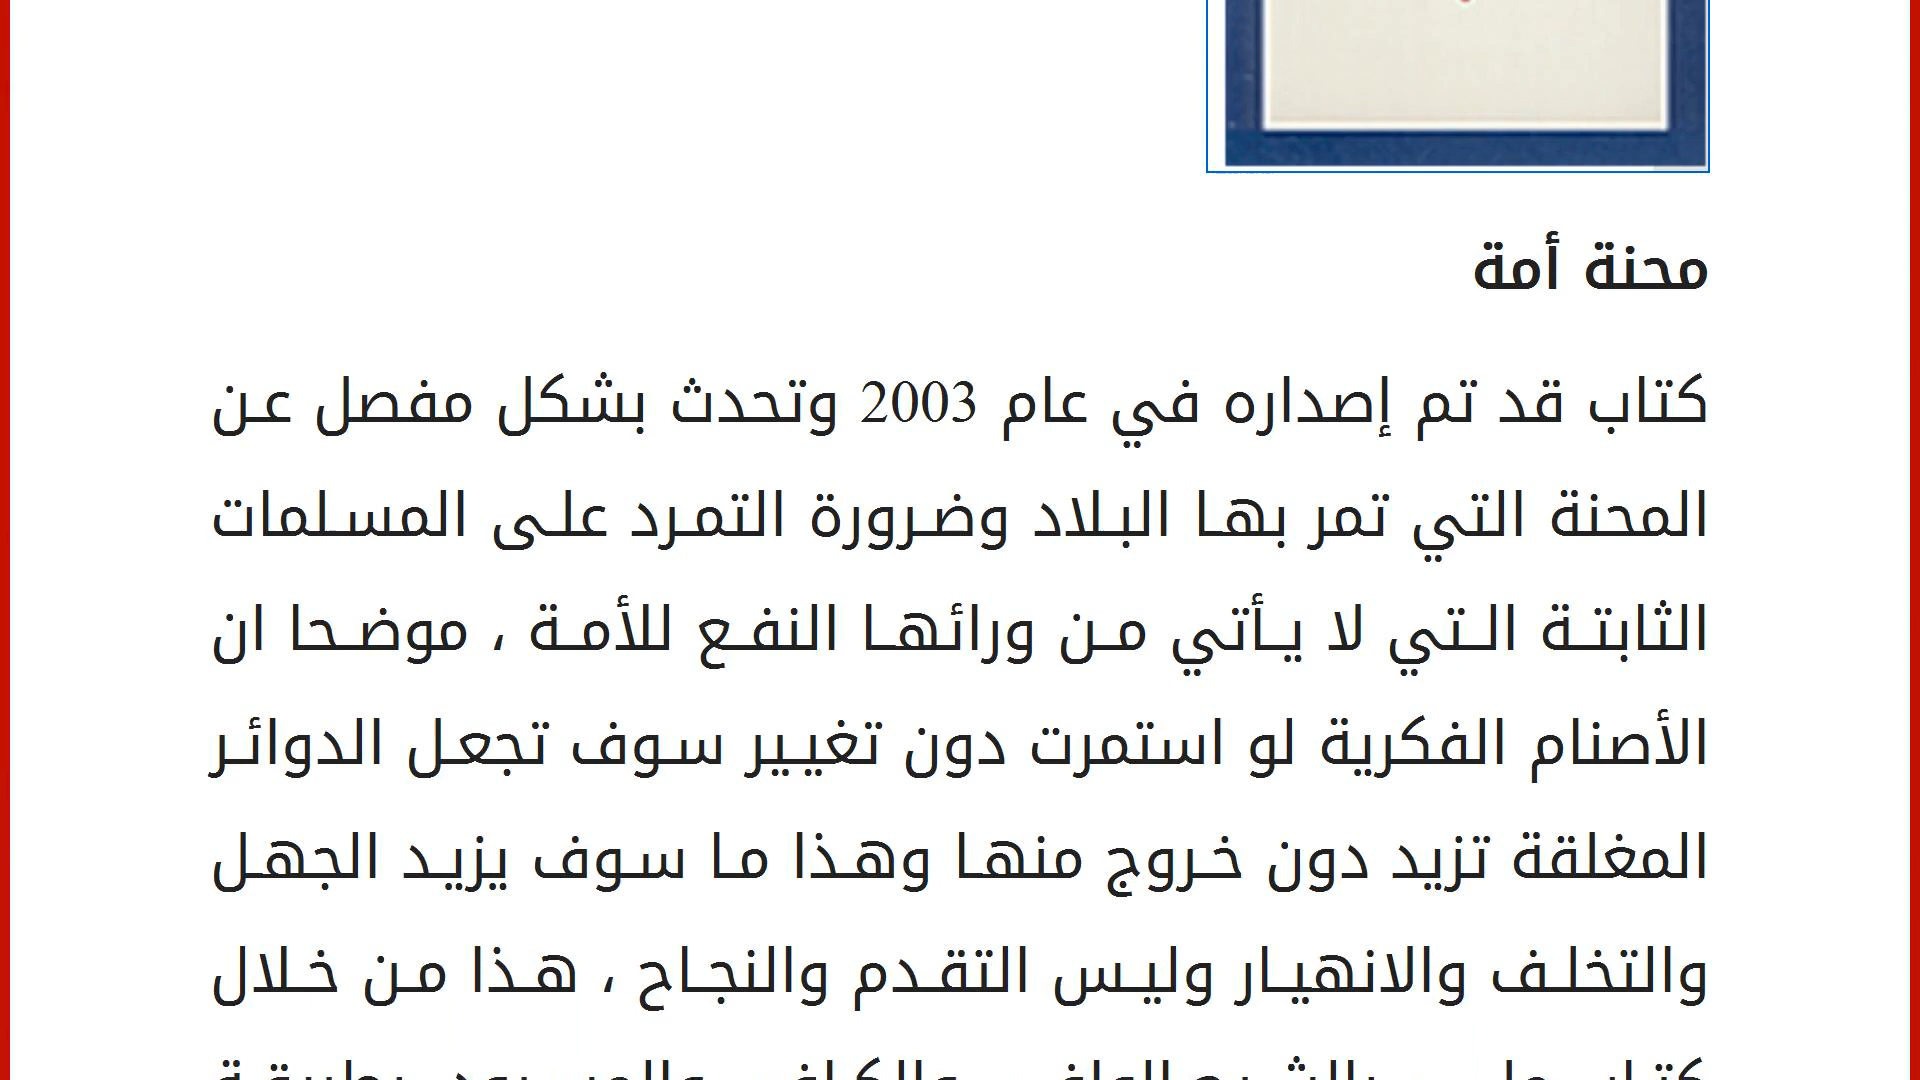 محنة أمة
كتاب قد تم إصداره في عام 2003 وتحدث بشكل مفصل عن
المحنة التي تمر بها البلاد وضرورة التمرد على المسلمات
الثابتة التي لا يأتي من ورائها النفع للأمة ، موضحا ان
الأصنام الفكرية لو استمرت دون تغيير سوف تجعل الدوائر
المغلقة تزيد دون خروج منها وهذا ما سوف يزيد الجهل
والتخلف والانهيار وليس التقدم والنجاح ، هذا من خلال